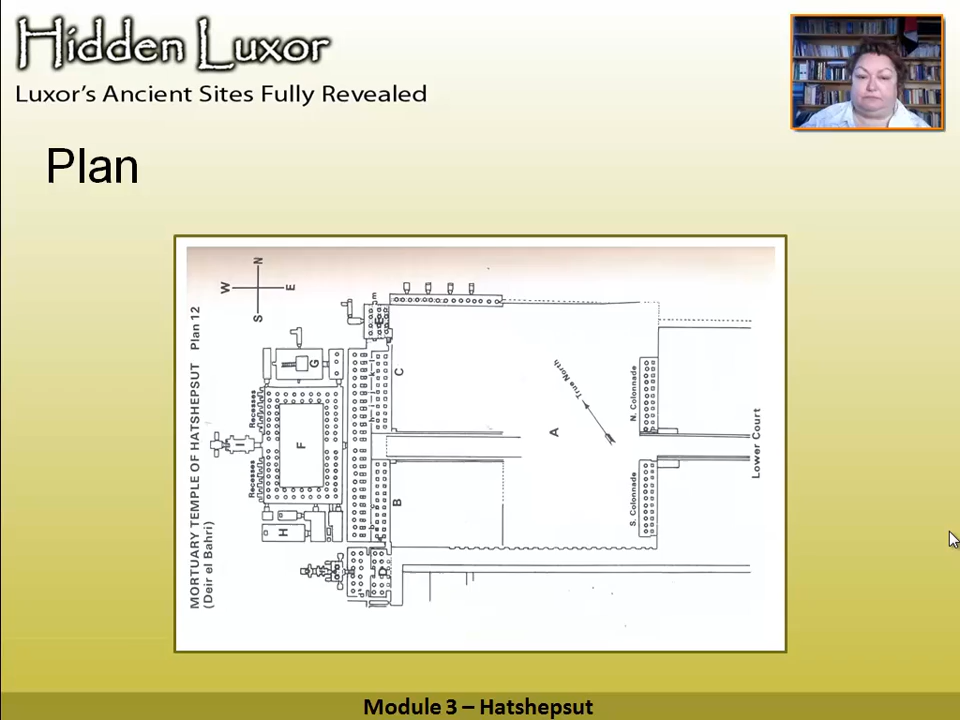 Hidden Luxor
Luxor's Ancient Sites Fully Revealed
Plan
MORTUARY TEMPLE OF HATSHEPSUT Plan 12
(Deir el Bahri)
W
N
S
E
Recesses
Recesses
I
F
G
H
E
m
C
B
D
A
True North
N. Colonnade
S. Colonnade
Lower Court
Module 3 – Hatshepsut